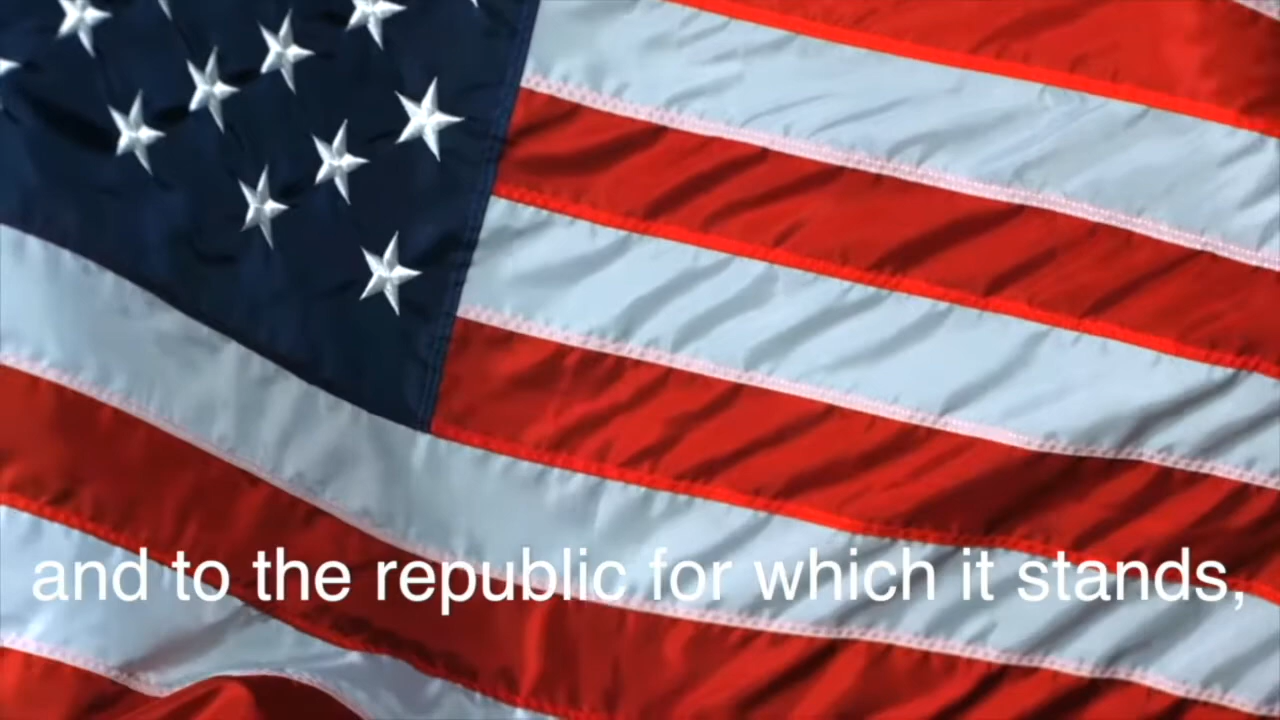 and to the republic for which it stands,